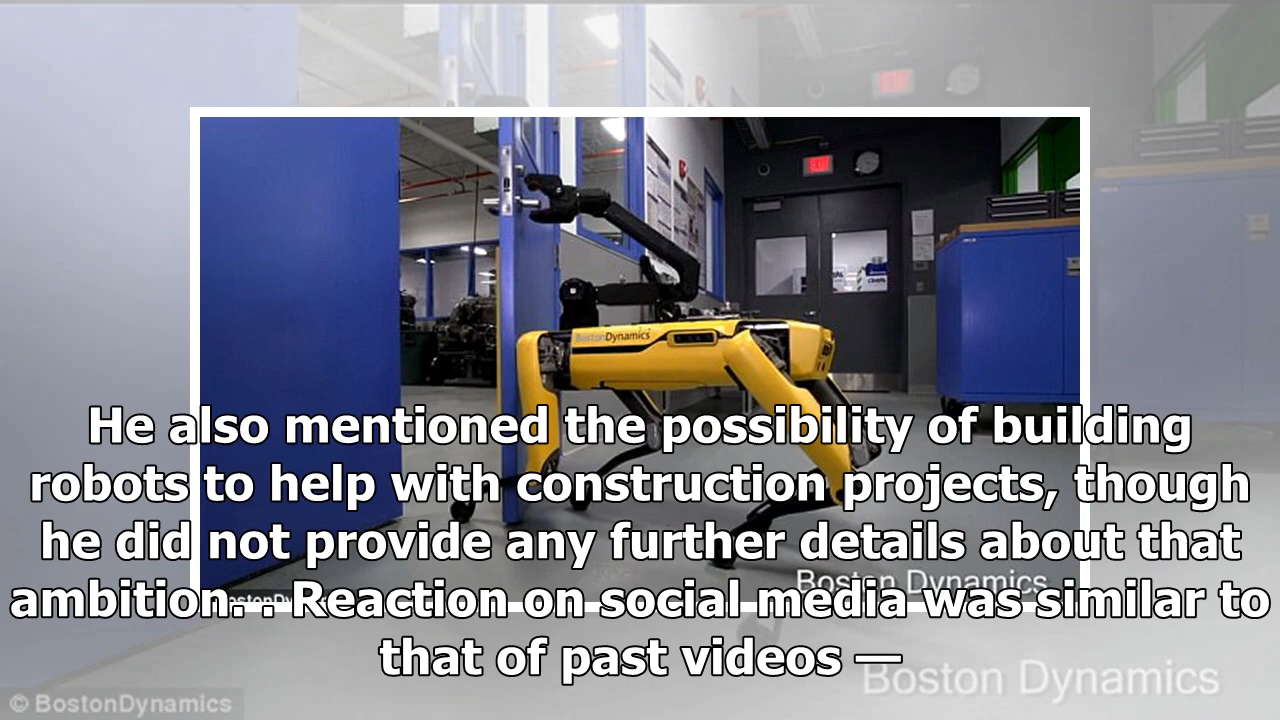 EXIT
EXIT
BostonDynamics
He also mentioned the possibility of building
robots to help with construction projects, though
he did not provide any further details about that
ambition. . Reaction on social media was similar to
that of past videos —
Boston Dynamics
Boston Dynamics
© BostonDynamics